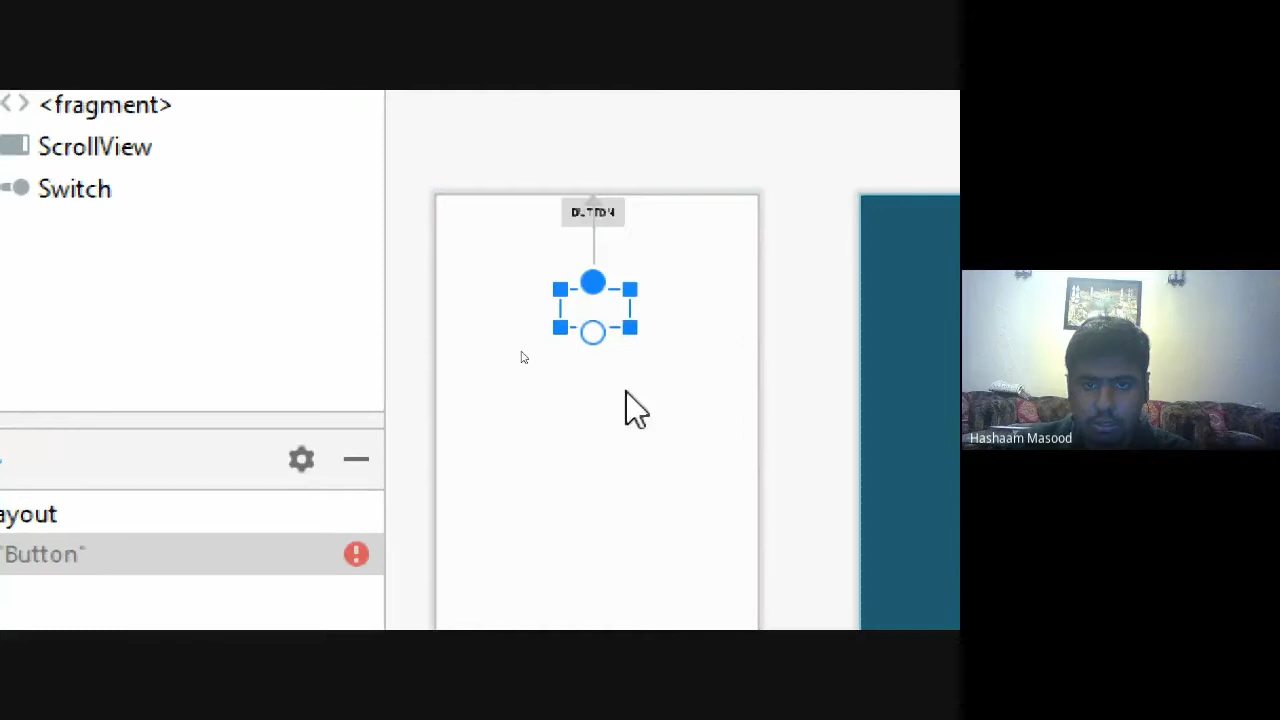 <fragment>
ScrollView
Switch
BUTTON
ayout
"Button"
Hashaam Masood